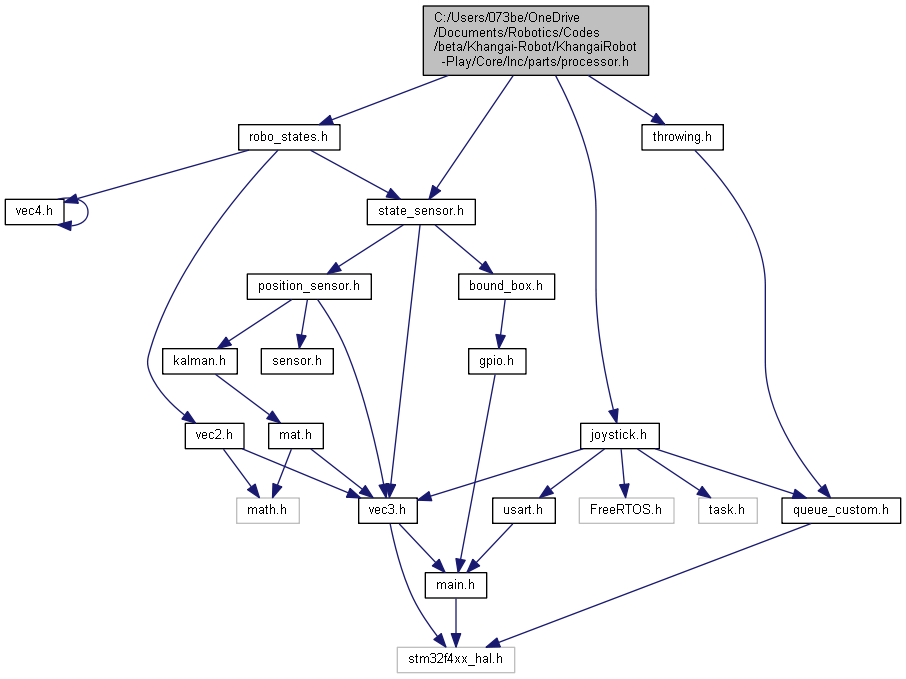 C:/Users/073be/OneDrive
/Documents/Robotics/Codes
/beta/Khangai-Robot/KhangaiRobot
-Play/Core/Inc/parts/processor.h
robo_states.h
throwing.h
vec4.h
state_sensor.h
position_sensor.h
bound_box.h
kalman.h
sensor.h
gpio.h
vec2.h
mat.h
joystick.h
math.h
vec3.h
usart.h
FreeRTOS.h
task.h
queue_custom.h
main.h
stm32f4xx_hal.h